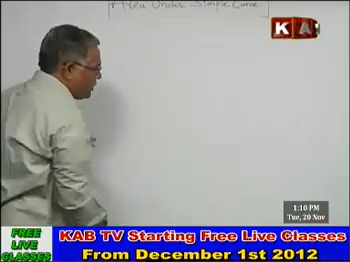 Area Under Simple Curve
KA
1:10 PM
Tue, 20 Nov
FREE
LIVE
CLASSES
KAB TV Starting Free Live Classes
From December 1st 2012